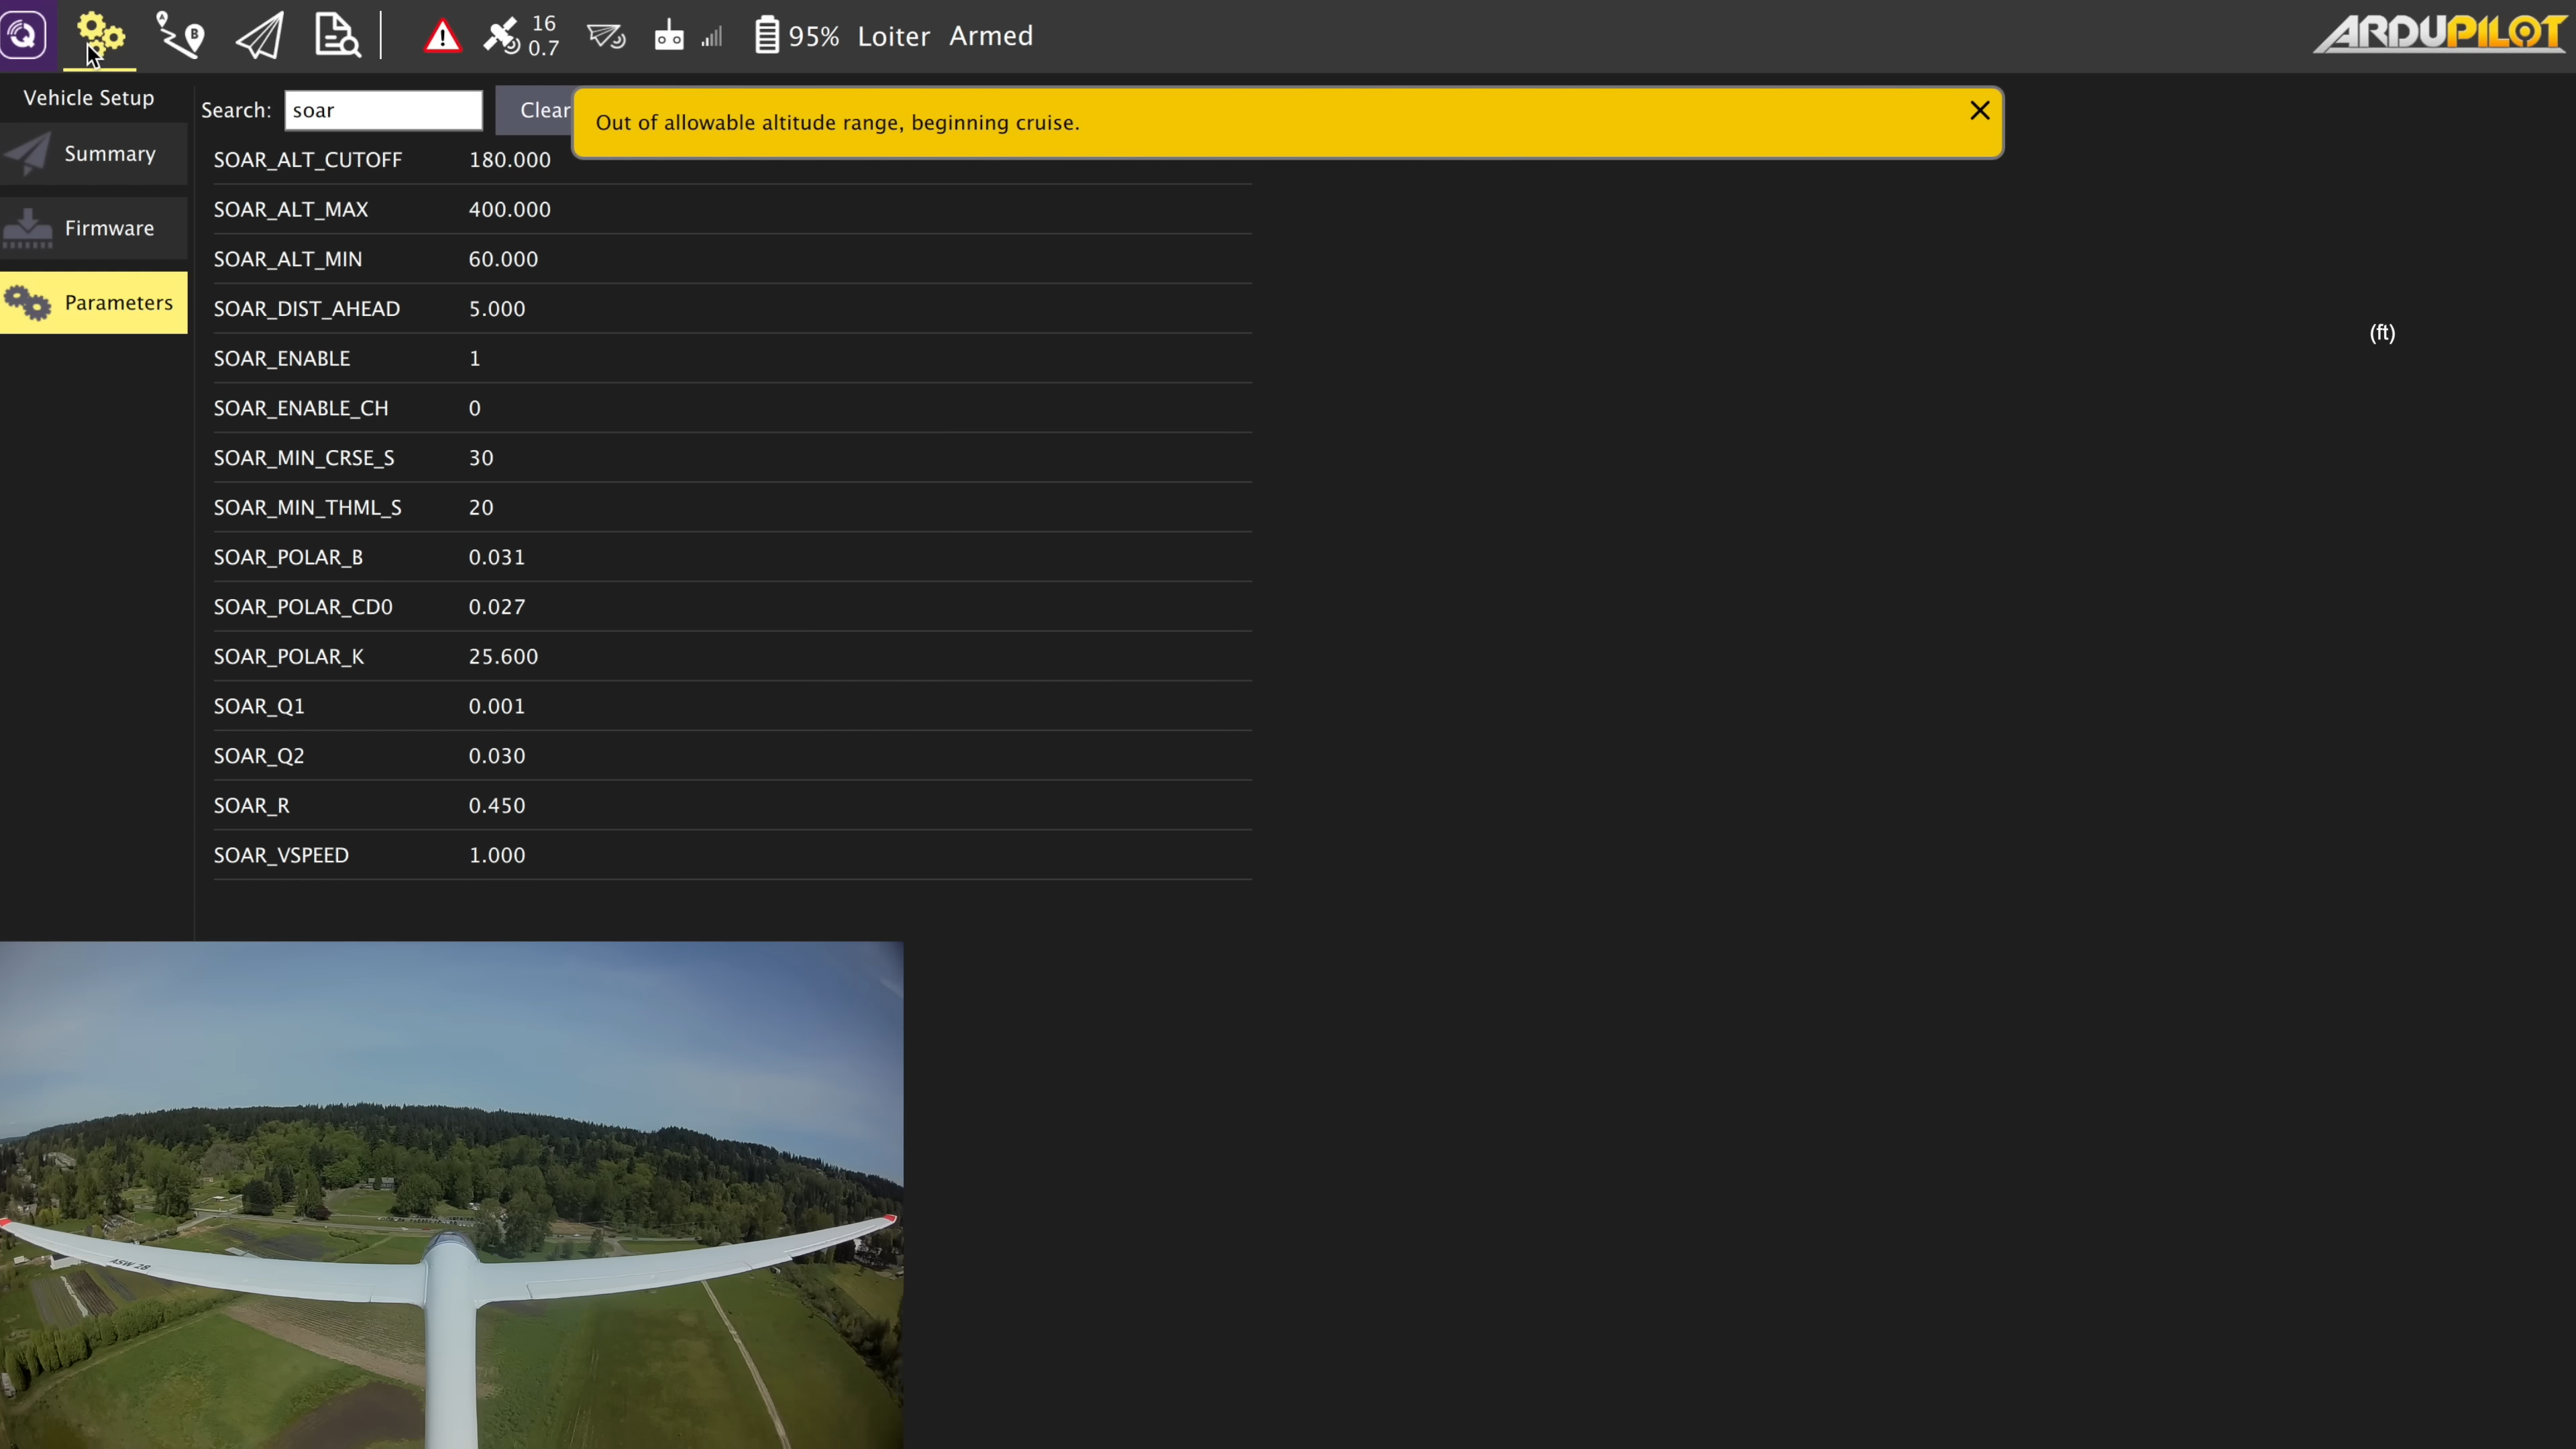 16
0.7
95% Loiter Armed
ARDUPILOT
Vehicle Setup
Summary
Firmware
Parameters
Search: soar Clear
Out of allowable altitude range, beginning cruise.
SOAR_ALT_CUTOFF 180.000
SOAR_ALT_MAX 400.000
SOAR_ALT_MIN 60.000
SOAR_DIST_AHEAD 5.000
SOAR_ENABLE 1
SOAR_ENABLE_CH 0
SOAR_MIN_CRSE_S 30
SOAR_MIN_THML_S 20
SOAR_POLAR_B 0.031
SOAR_POLAR_CD0 0.027
SOAR_POLAR_K 25.600
SOAR_Q1 0.001
SOAR_Q2 0.030
SOAR_R 0.450
SOAR_VSPEED 1.000
(ft)
ASW 28